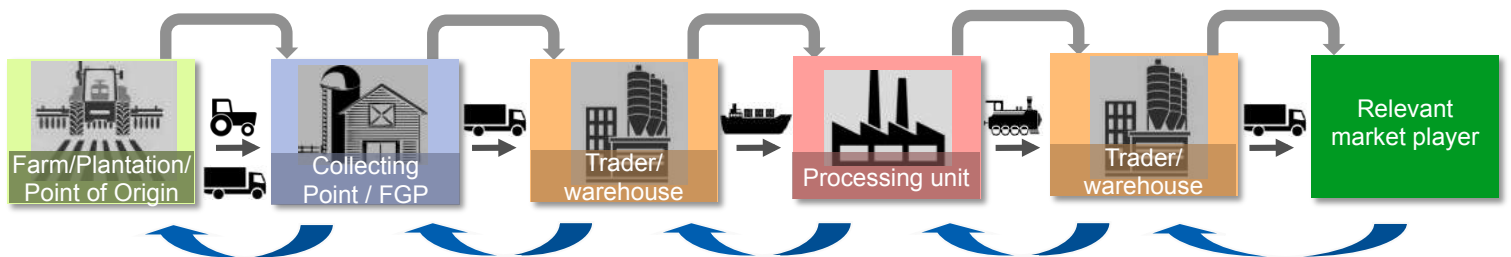 Farm/Plantation/
Point of Origin
Collecting
Point / FGP
Trader/
warehouse
Processing unit
Trader/
warehouse
Relevant
market player